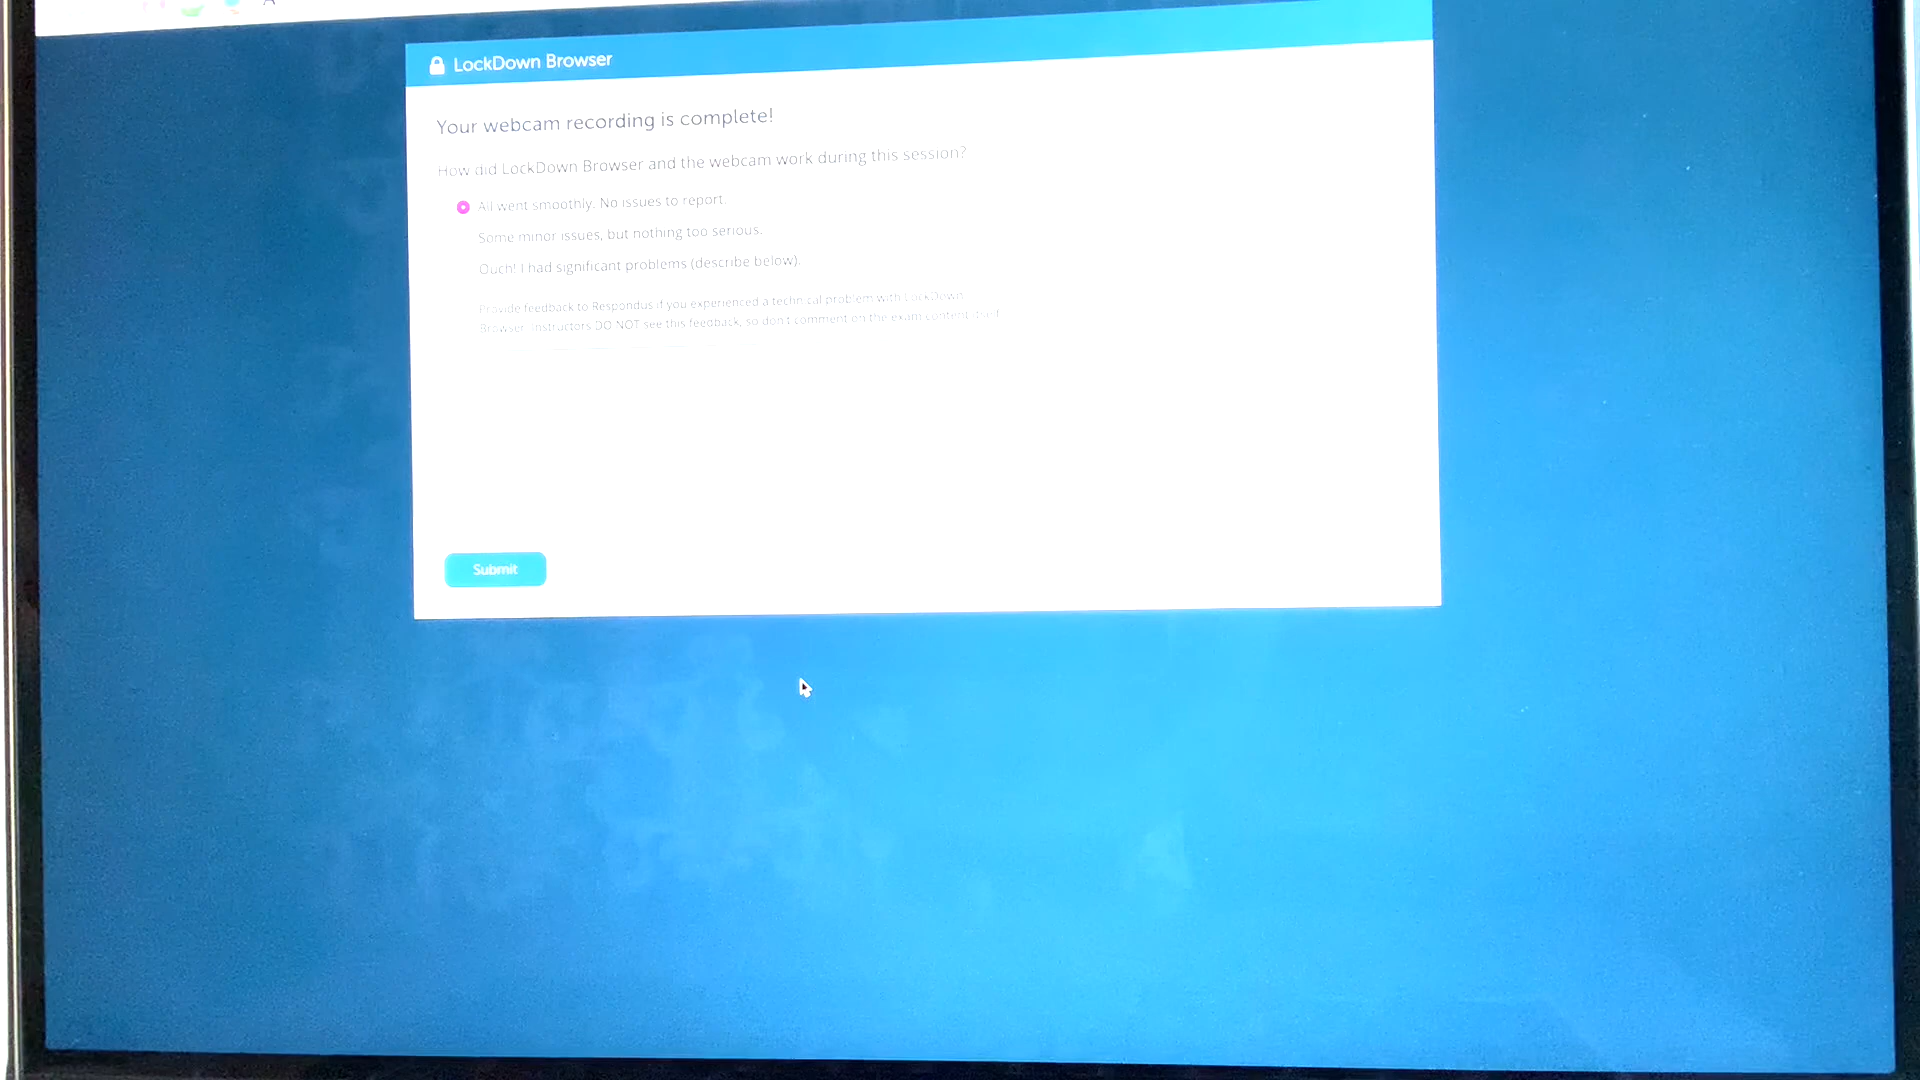 LockDown Browser
Your webcam recording is complete!
How did LockDown Browser and the webcam work during this session?
All went smoothly. No issues to report.
Some minor issues, but nothing too serious.
Ouch! I had significant problems (describe below).
Provide feedback to Respondus if you experienced a technical problem with LockDown
Browser. Instructors DO NOT see this feedback, so don't comment on the exam content itself.
Submit